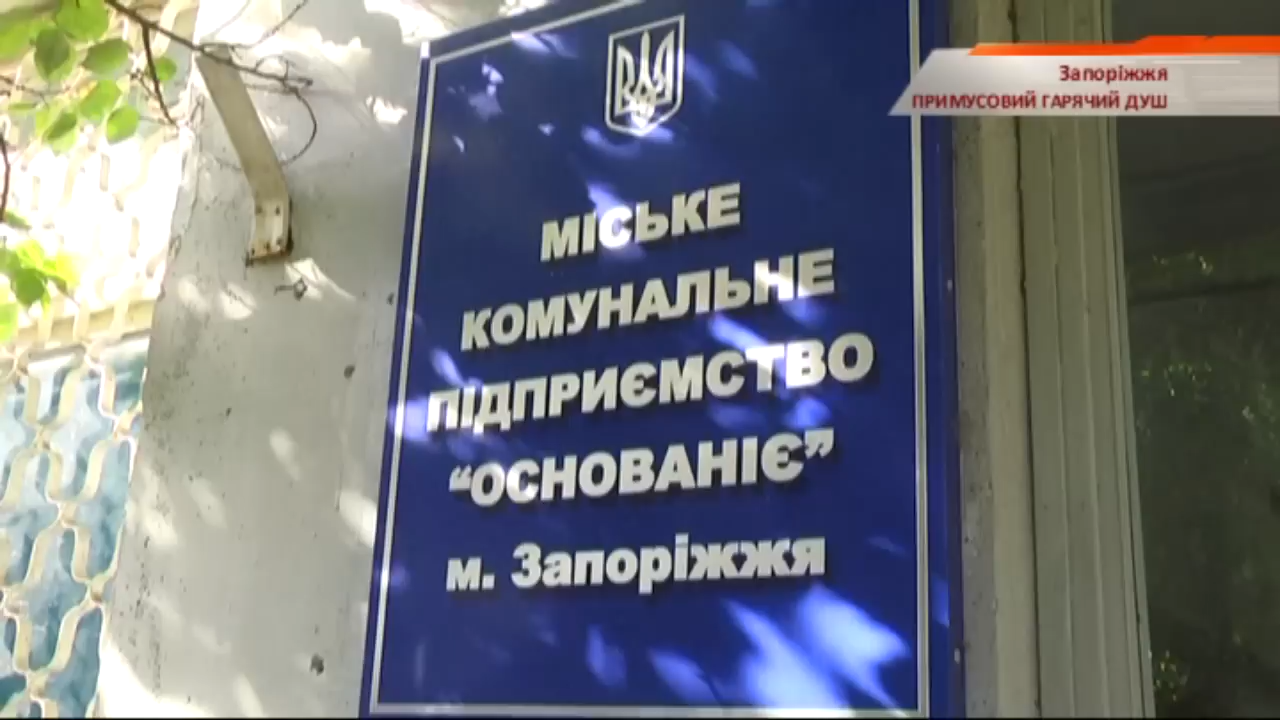 Запоріжжя
ПРИМУСОВИЙ ГАРЯЧИЙ ДУШ
МІСЬКЕ
КОМУНАЛЬНЕ
ПІДПРИЄМСТВО
“ОСНОВАНІЄ”
м. Запоріжжя